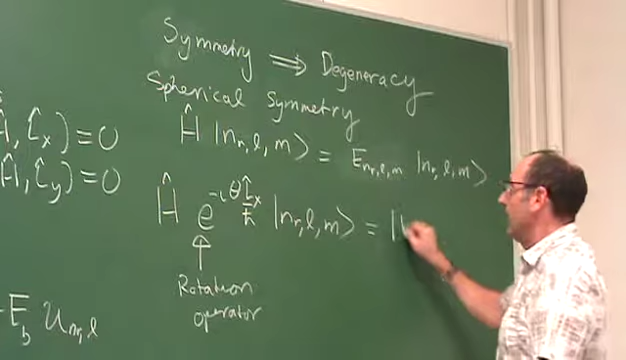 Symmetry ⟹ Degeneracy
Spherical Symmetry
Ĥ |n_r, l, m⟩ = E_{n_r, l, m} |n_r, l, m⟩
Ĥ, L̂_x) = 0
Ĥ, L̂_y) = 0
Ĥ e^{-iθL̂_x/ħ} |n_r, l, m⟩ =
↑
Rotation
operator
E_b u_{n_r, l}